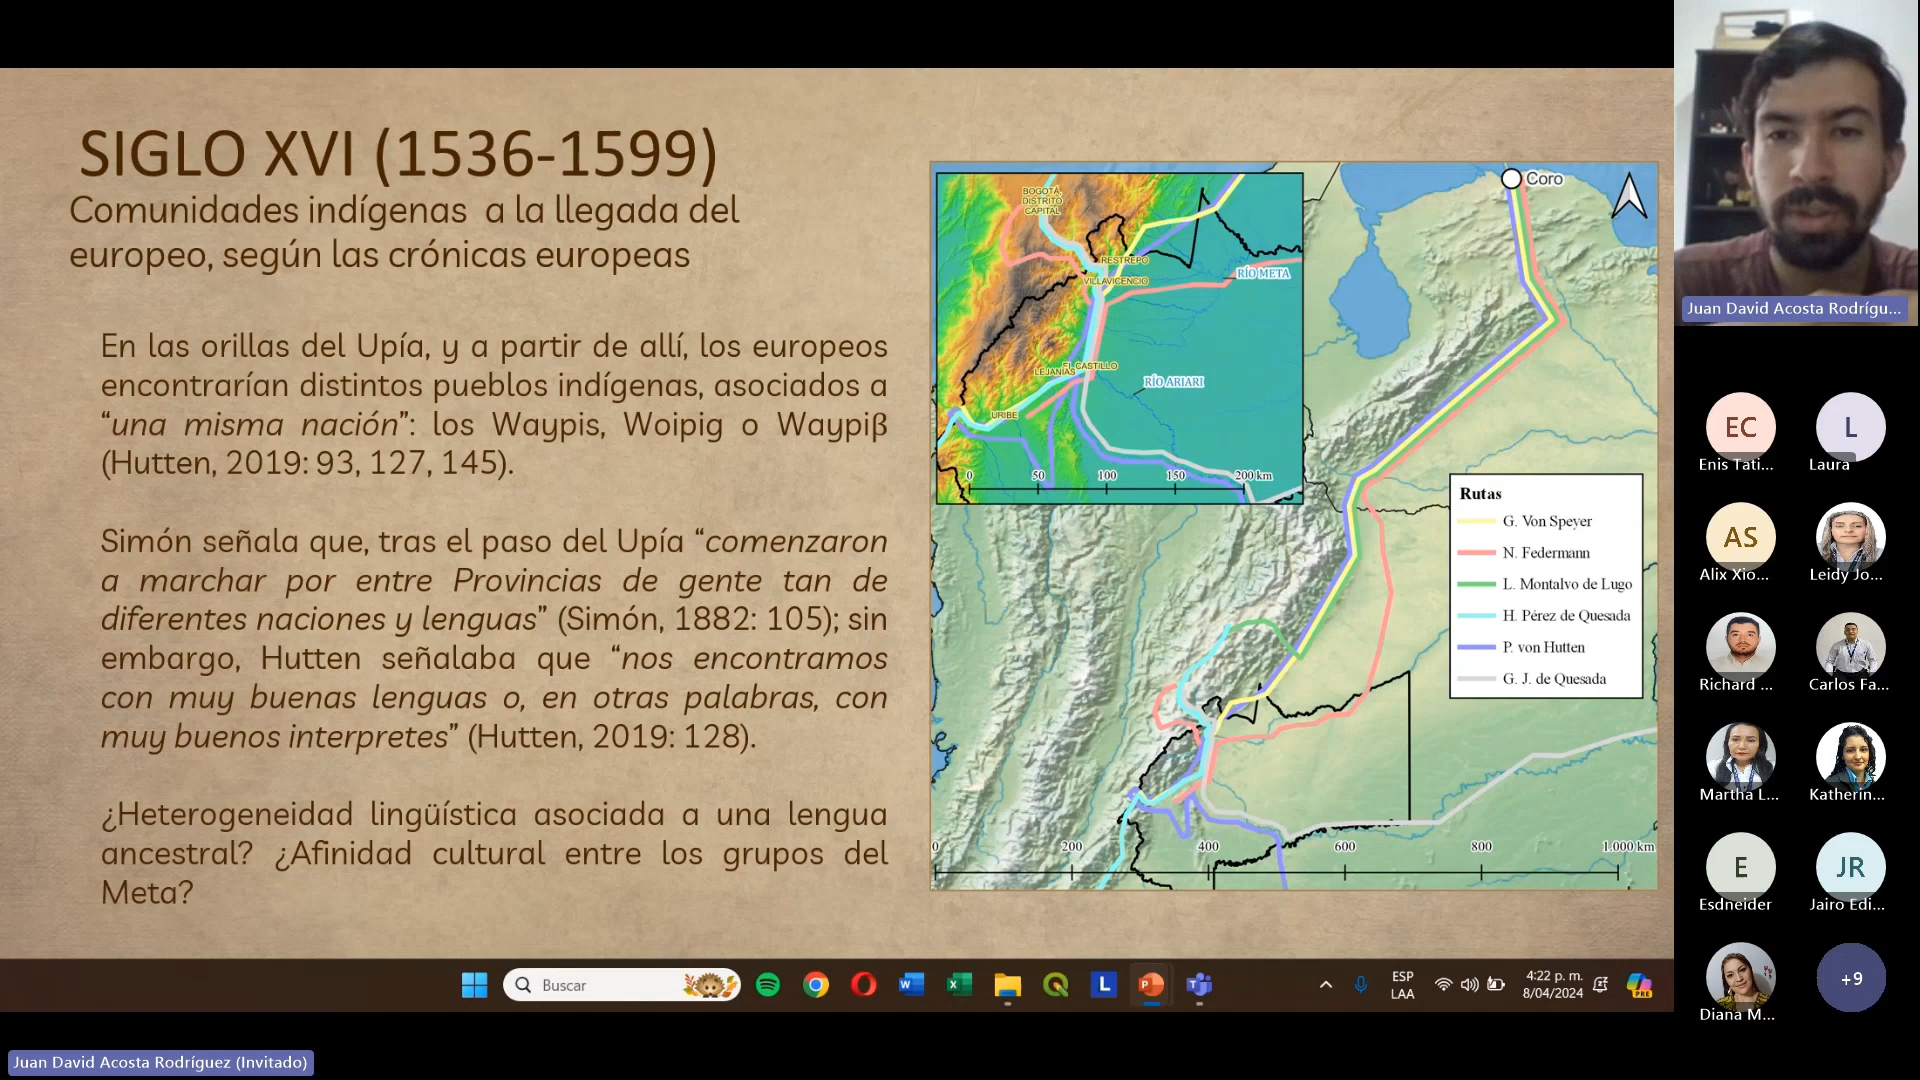 SIGLO XVI (1536-1599)
Comunidades indígenas a la llegada del
europeo, según las crónicas europeas
En las orillas del Upía, y a partir de allí, los europeos
encontrarían distintos pueblos indígenas, asociados a
“una misma nación”: los Waypis, Woipig o Waypiβ
(Hutten, 2019: 93, 127, 145).
Simón señala que, tras el paso del Upía “comenzaron
a marchar por entre Provincias de gente tan de
diferentes naciones y lenguas” (Simón, 1882: 105); sin
embargo, Hutten señalaba que “nos encontramos
con muy buenas lenguas o, en otras palabras, con
muy buenos interpretes” (Hutten, 2019: 128).
¿Heterogeneidad lingüística asociada a una lengua
ancestral? ¿Afinidad cultural entre los grupos del
Meta?
BOGOTÁ,
DISTRITO
CAPITAL
RESTREPO
VILLAVICENCIO
RÍO META
EL CASTILLO
LEJANÍAS
RÍO ARIARI
URIBE
0 50 100 150 200 km
Coro
Rutas
G. Von Speyer
N. Federmann
L. Montalvo de Lugo
H. Pérez de Quesada
P. von Hutten
G. J. de Quesada
0 200 400 600 800 1.000 km
Buscar
ESP
LAA
4:22 p. m.
8/04/2024
PRE
Juan David Acosta Rodrígu...
EC
Enis Tati...
L
Laura
AS
Alix Xio...
Leidy Jo...
Richard ...
Carlos Fa...
Martha L...
Katherin...
E
Esdneider
JR
Jairo Edi...
Diana M...
+9
Juan David Acosta Rodríguez (Invitado)